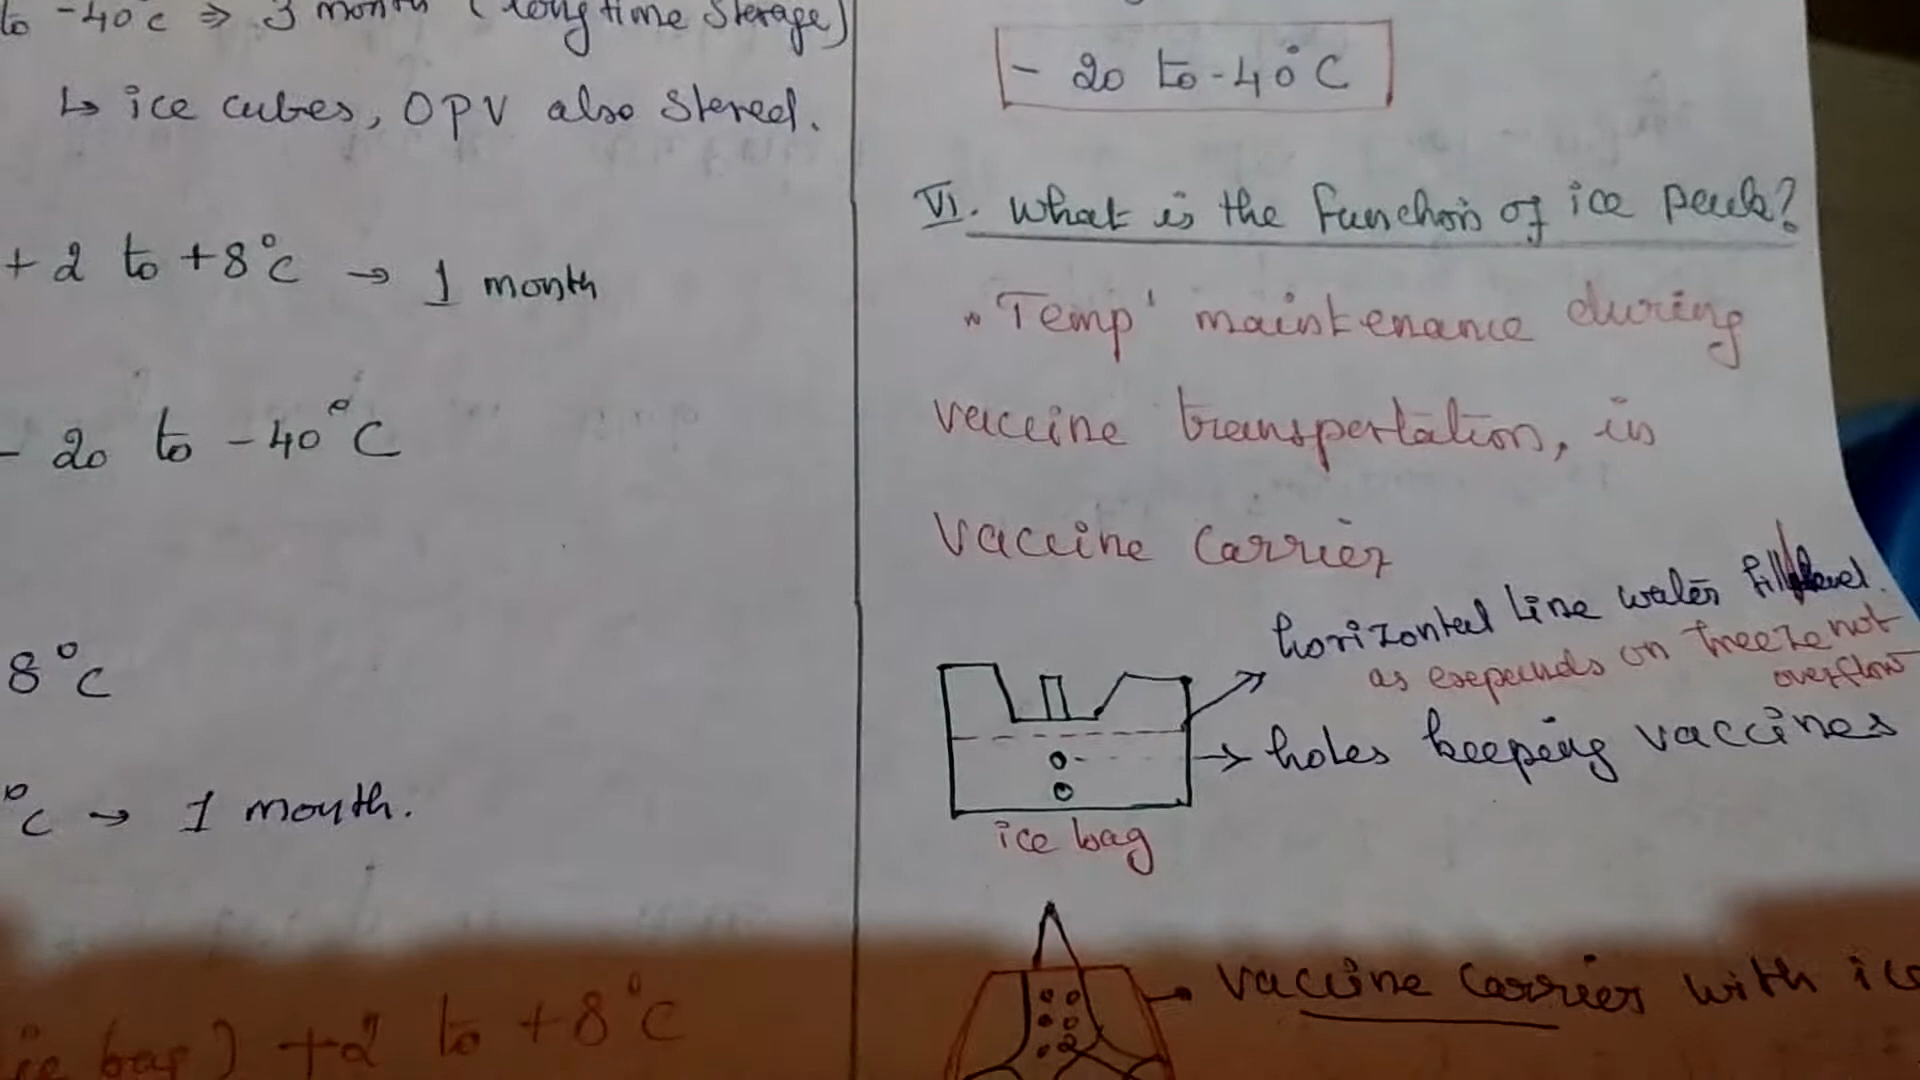 to -40°c ⇒ 3 month (long time Storage)
↳ ice cubes, OPV also Stored.
+2 to +8°c → 1 month
- 20 to -40°C
8°c
°c → 1 month.
ice bag) +2 to +8°C
- 20 to -40°C
VI. What is the function of ice pack?
" Temp' maintenance during
vaccine transportation, in
Vaccine Carrier
horizontal line water fill level.
as expands on freeze not
overflow
→ holes keeping vaccines
ice bag
→ vaccine Carrier with ice